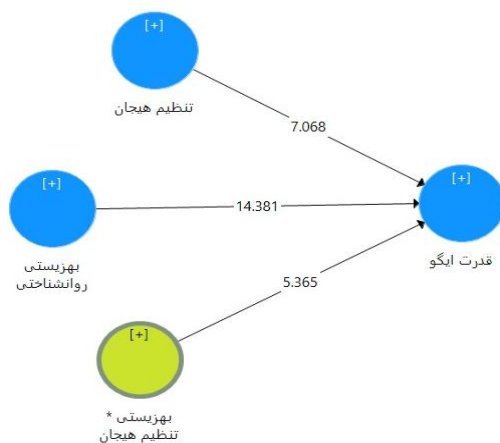 [+]
تنظیم هیجان
7.068
[+]
بهزیستی
روانشناختی
14.381
[+]
قدرت ایگو
5.365
[+]
بهزیستی *
تنظیم هیجان